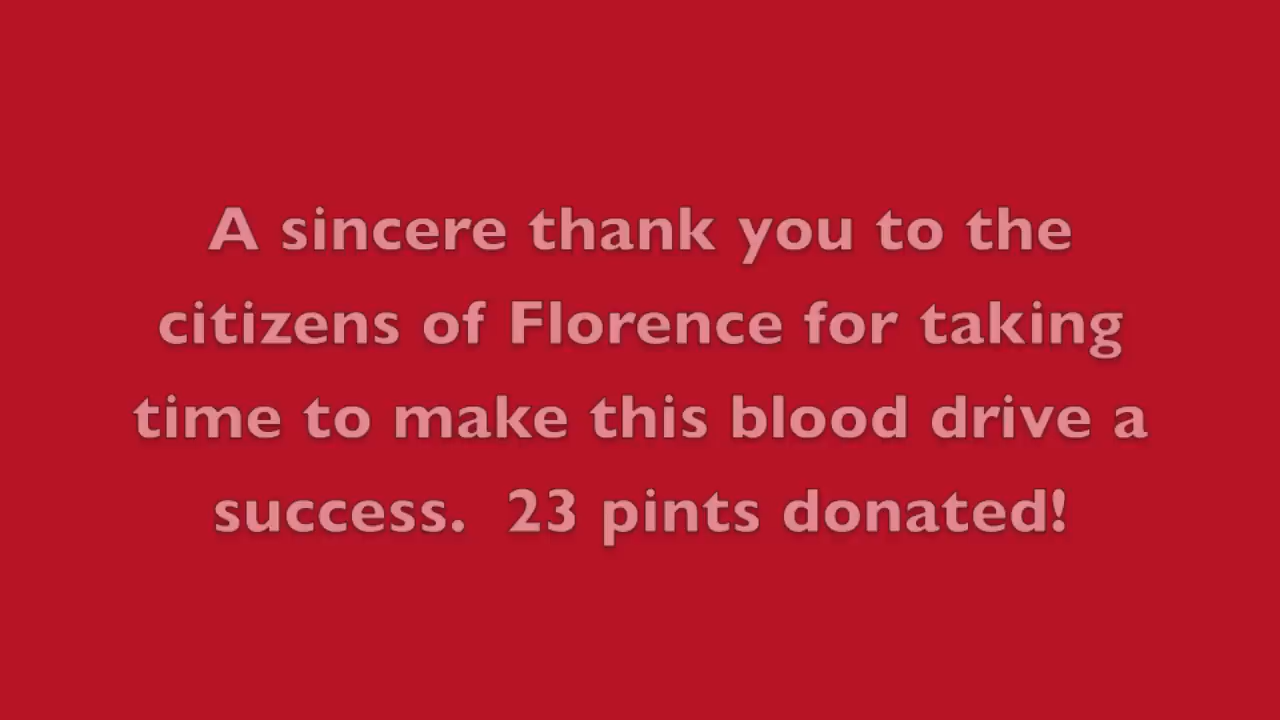 A sincere thank you to the
citizens of Florence for taking
time to make this blood drive a
success.  23 pints donated!